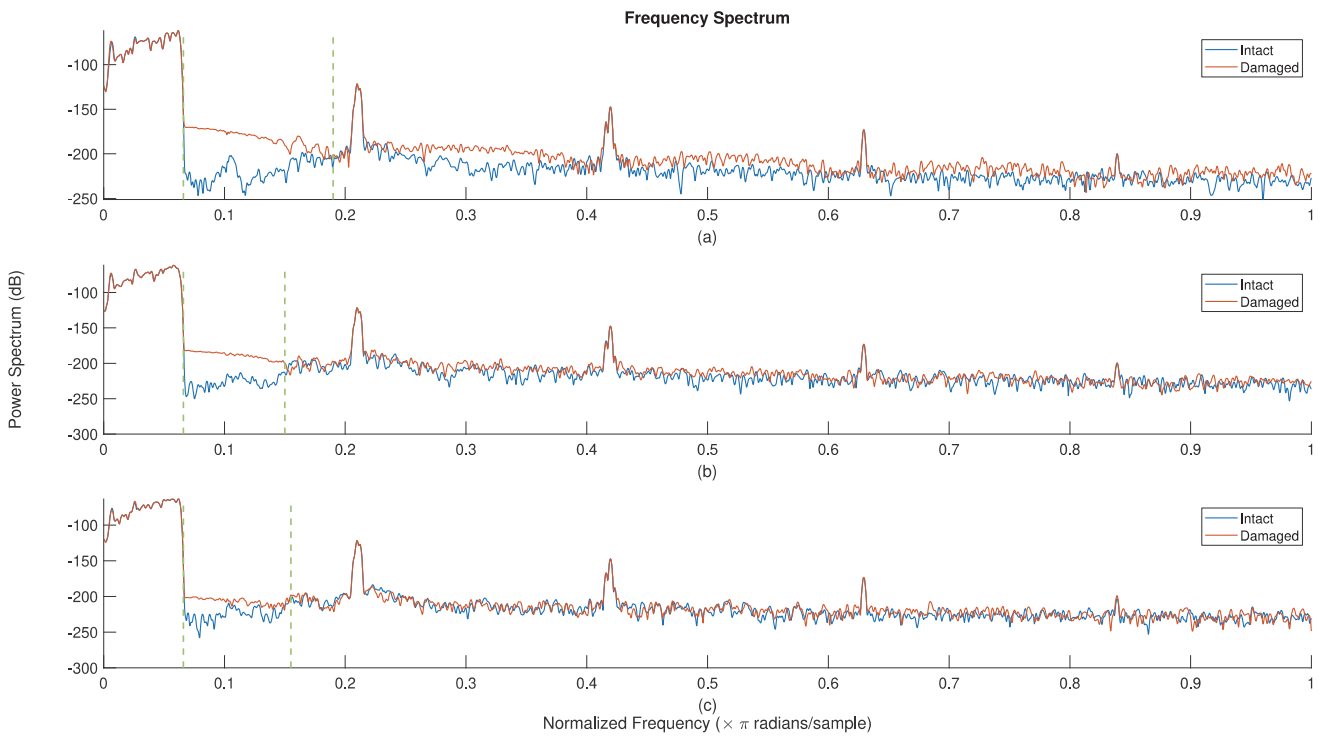 Frequency Spectrum
Power Spectrum (dB)
-100
-150
-200
-250
Intact
Damaged
0 0.1 0.2 0.3 0.4 0.5 0.6 0.7 0.8 0.9 1
(a)
-100
-150
-200
-250
-300
Intact
Damaged
0 0.1 0.2 0.3 0.4 0.5 0.6 0.7 0.8 0.9 1
(b)
-100
-150
-200
-250
-300
Intact
Damaged
0 0.1 0.2 0.3 0.4 0.5 0.6 0.7 0.8 0.9 1
(c)
Normalized Frequency (× π radians/sample)